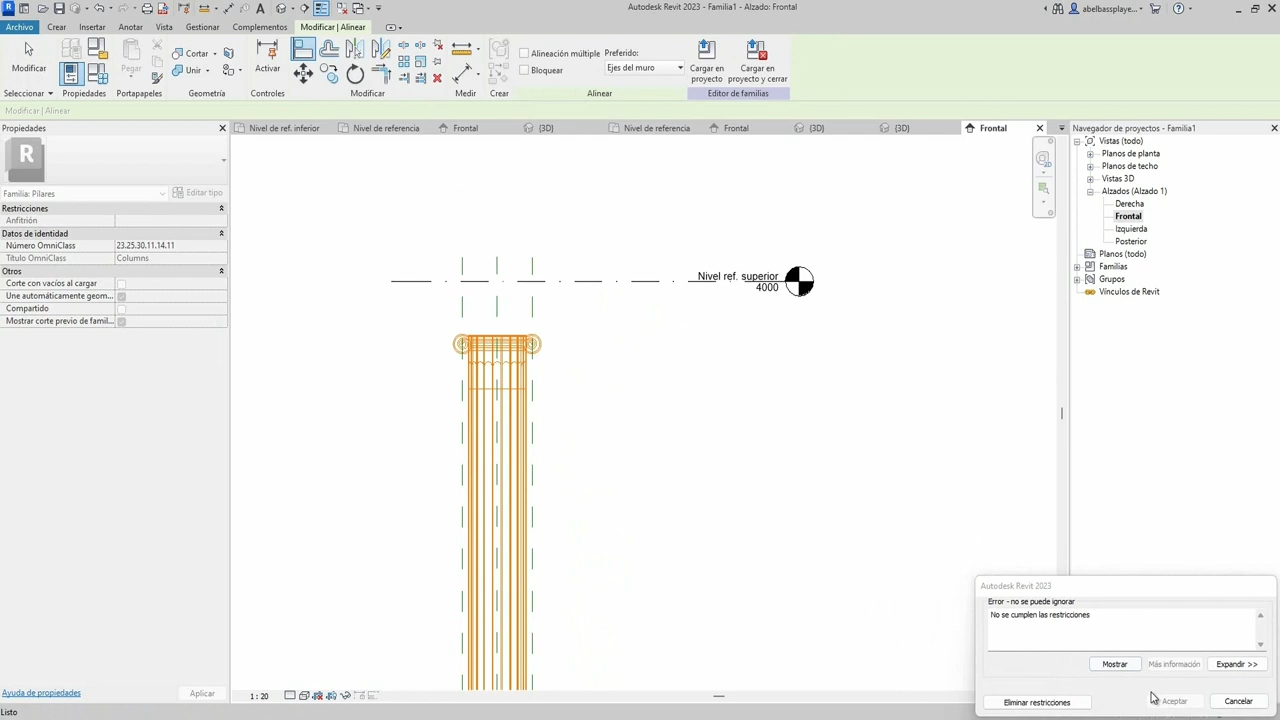 Autodesk Revit 2023 - Familia1 - Alzado: Frontal
abelbassplaye...
Archivo
Crear
Insertar
Anotar
Vista
Gestionar
Complementos
Modificar | Alinear
Modificar
Pegar
Cortar
Unir
Activar
Alineación múltiple
Bloquear
Preferido:
Ejes del muro
Crear
Cargar en
proyecto
Cargar en
proyecto y cerrar
Seleccionar
Propiedades
Portapapeles
Geometría
Controles
Modificar
Medir
Crear
Alinear
Editor de familias
Modificar | Alinear
Propiedades
Nivel de ref. inferior
Nivel de referencia
Frontal
{3D}
Nivel de referencia
Frontal
{3D}
{3D}
Frontal
Navegador de proyectos - Familia1
R
Familia: Pilares
Editar tipo
Restricciones
Anfitrión
Datos de identidad
Número OmniClass 23.25.30.11.14.11
Título OmniClass Columns
Otros
Corte con vacíos al cargar
Une automáticamente geom...
Compartido
Mostrar corte previo de famil...
Vistas (todo)
Planos de planta
Planos de techo
Vistas 3D
Alzados (Alzado 1)
Derecha
Frontal
Izquierda
Posterior
Planos (todo)
Familias
Grupos
Vínculos de Revit
Nivel ref. superior
4000
Autodesk Revit 2023
Error - no se puede ignorar
No se cumplen las restricciones
Mostrar
Más información
Expandir >>
Eliminar restricciones
Aceptar
Cancelar
Ayuda de propiedades
Aplicar
1 : 20
Listo